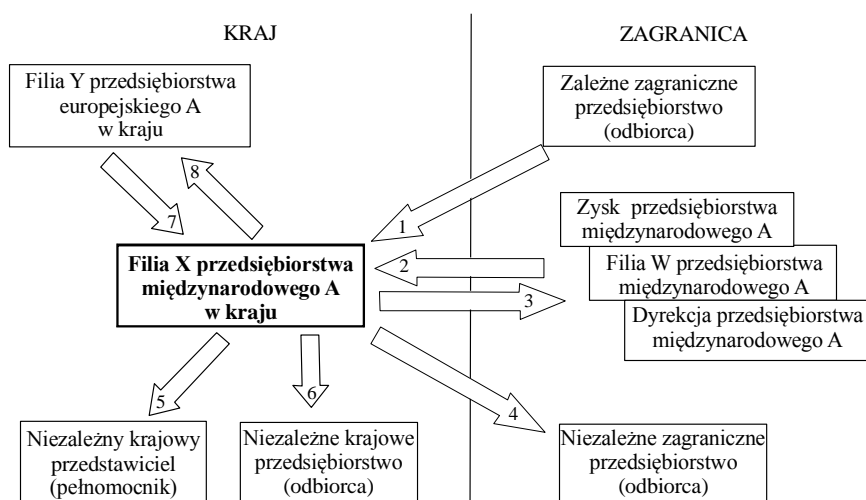 KRAJ
ZAGRANICA
Filia Y przedsiębiorstwa
europejskiego A
w kraju
Zależne zagraniczne
przedsiębiorstwo
(odbiorca)
8
7
1
Zysk przedsiębiorstwa
międzynarodowego A
Filia X przedsiębiorstwa
międzynarodowego A
w kraju
2
3
Filia W przedsiębiorstwa
międzynarodowego A
Dyrekcja przedsiębiorstwa
międzynarodowego A
5
6
4
Niezależny krajowy
przedstawiciel
(pełnomocnik)
Niezależne krajowe
przedsiębiorstwo
(odbiorca)
Niezależne zagraniczne
przedsiębiorstwo
(odbiorca)